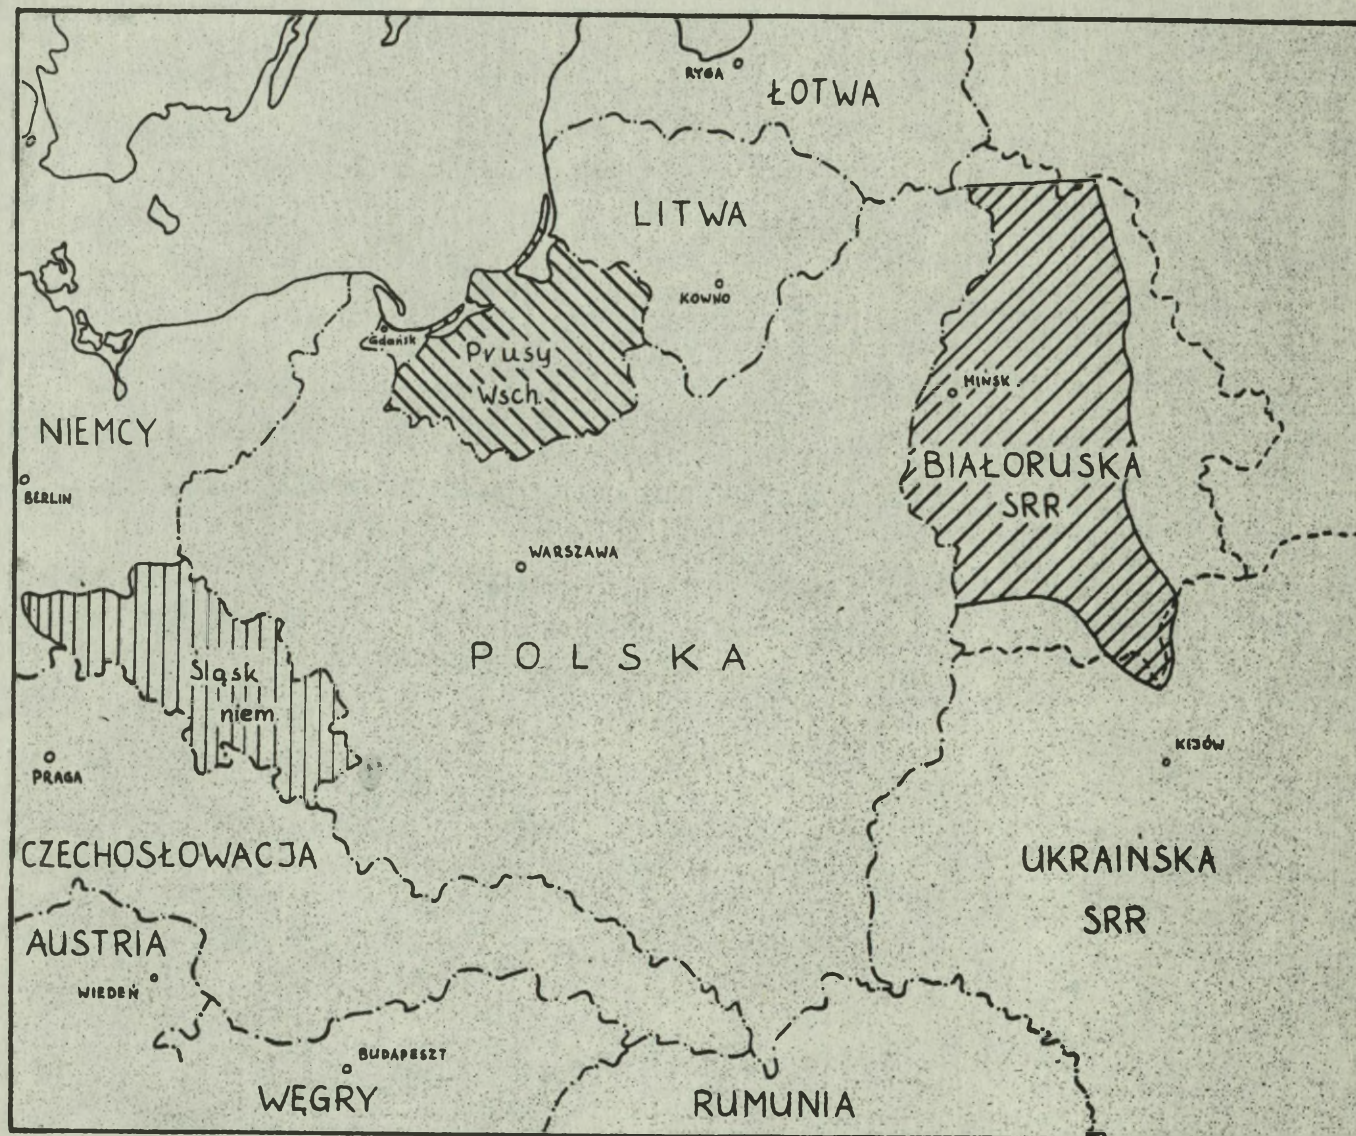 RYGA
ŁOTWA
LITWA
KOWNO
Gdańsk
Prusy
Wsch.
MIŃSK
NIEMCY
BIAŁORUSKA
SRR
BERLIN
WARSZAWA
POLSKA
Śląsk
niem.
KIJÓW
PRAGA
CZECHOSŁOWACJA
UKRAIŃSKA
SRR
AUSTRIA
WIEDEŃ
BUDAPESZT
WĘGRY
RUMUNIA